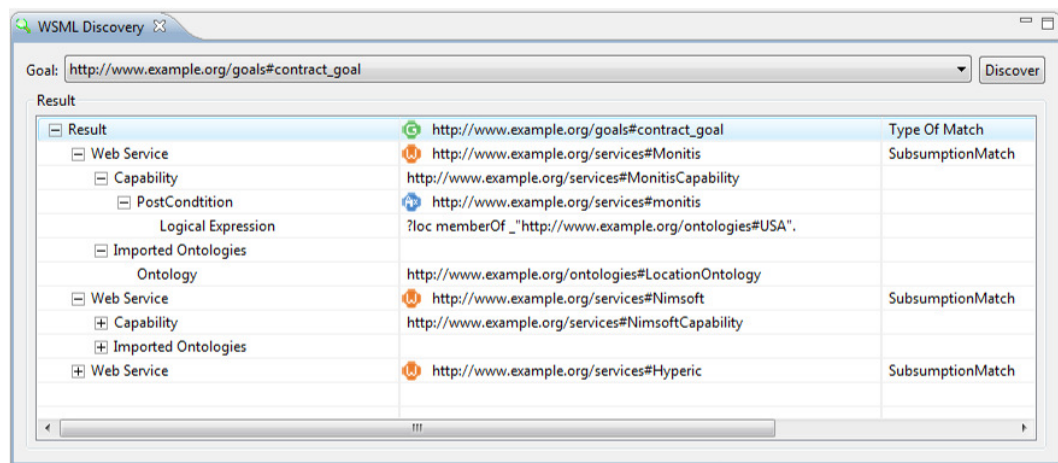 WSML Discovery
Goal: http://www.example.org/goals#contract_goal Discover
Result
Result http://www.example.org/goals#contract_goal Type Of Match
Web Service http://www.example.org/services#Monitis SubsumptionMatch
Capability http://www.example.org/services#MonitisCapability
PostCondtition http://www.example.org/services#monitis
Logical Expression ?loc memberOf _"http://www.example.org/ontologies#USA".
Imported Ontologies
Ontology http://www.example.org/ontologies#LocationOntology
Web Service http://www.example.org/services#Nimsoft SubsumptionMatch
Capability http://www.example.org/services#NimsoftCapability
Imported Ontologies
Web Service http://www.example.org/services#Hyperic SubsumptionMatch